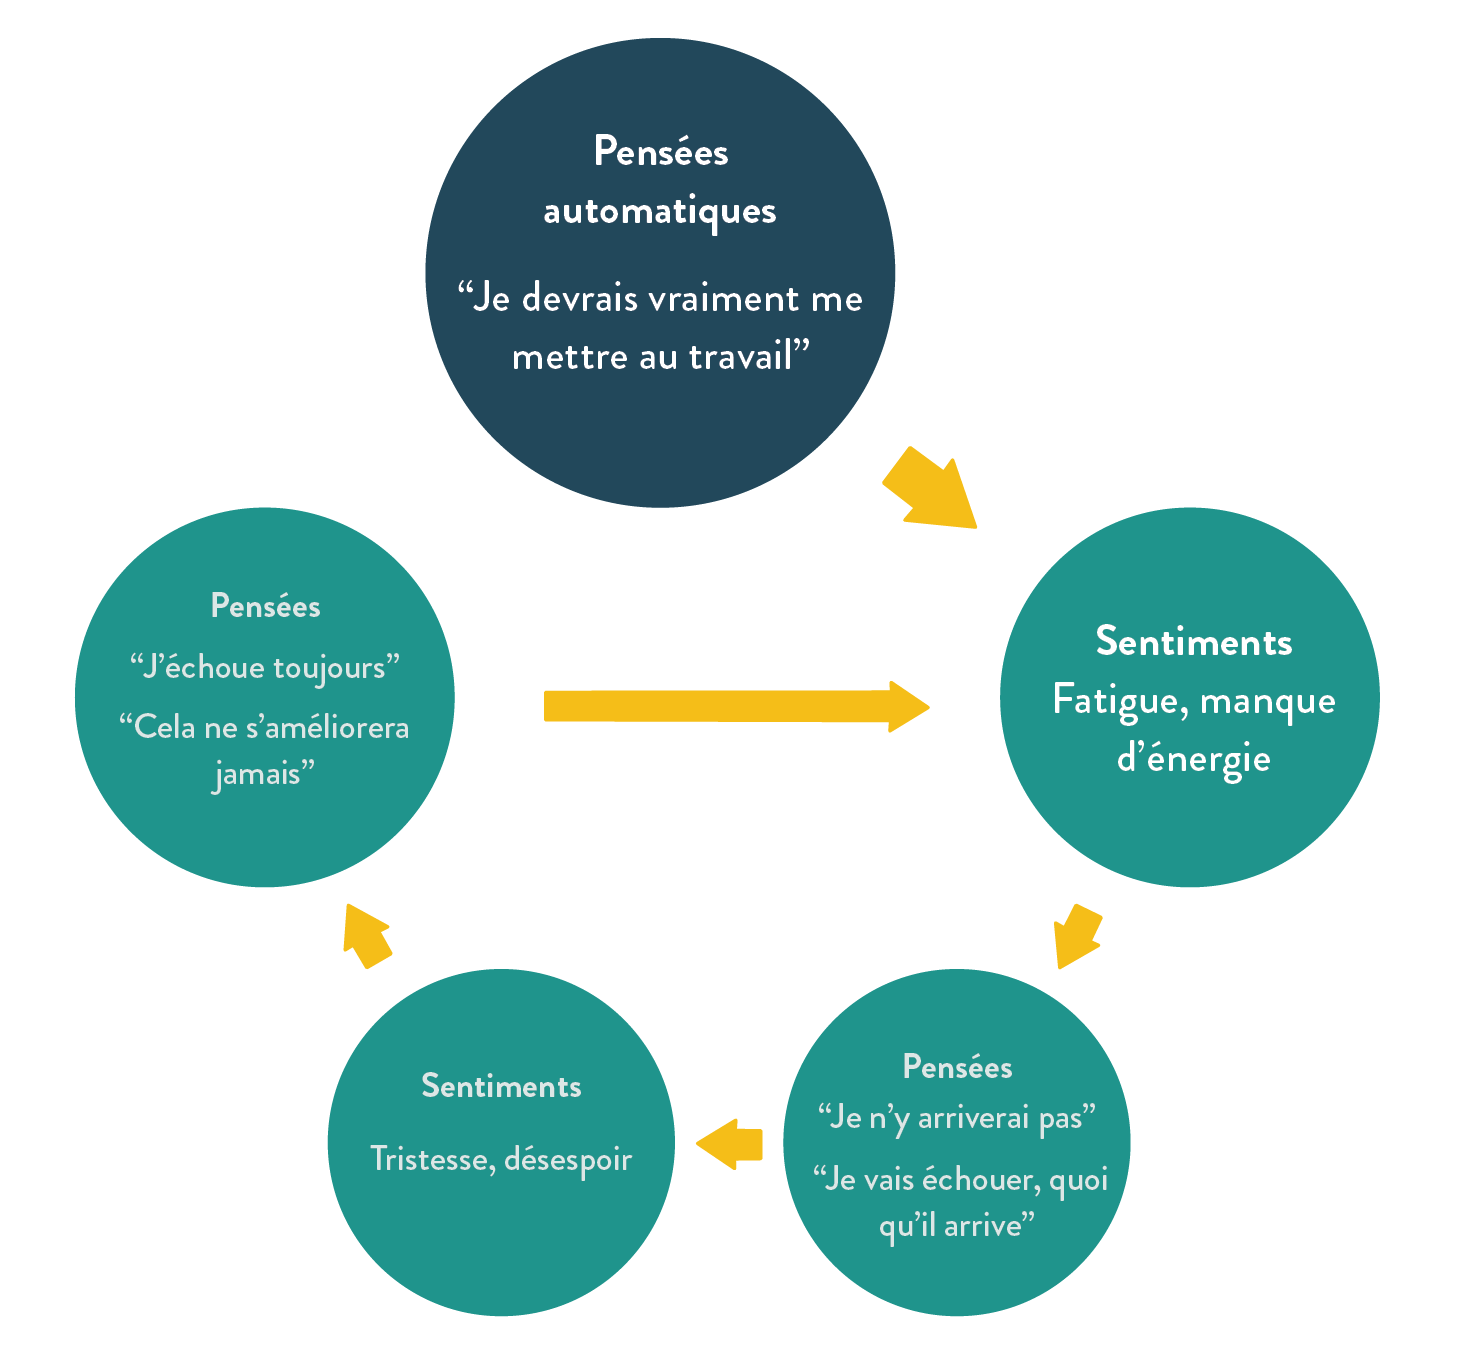 Pensées
automatiques
“Je devrais vraiment me
mettre au travail”
Pensées
“J’échoue toujours”
“Cela ne s’améliorera
jamais”
Sentiments
Fatigue, manque
d’énergie
Sentiments
Tristesse, désespoir
Pensées
“Je n’y arriverai pas”
“Je vais échouer, quoi
qu’il arrive”